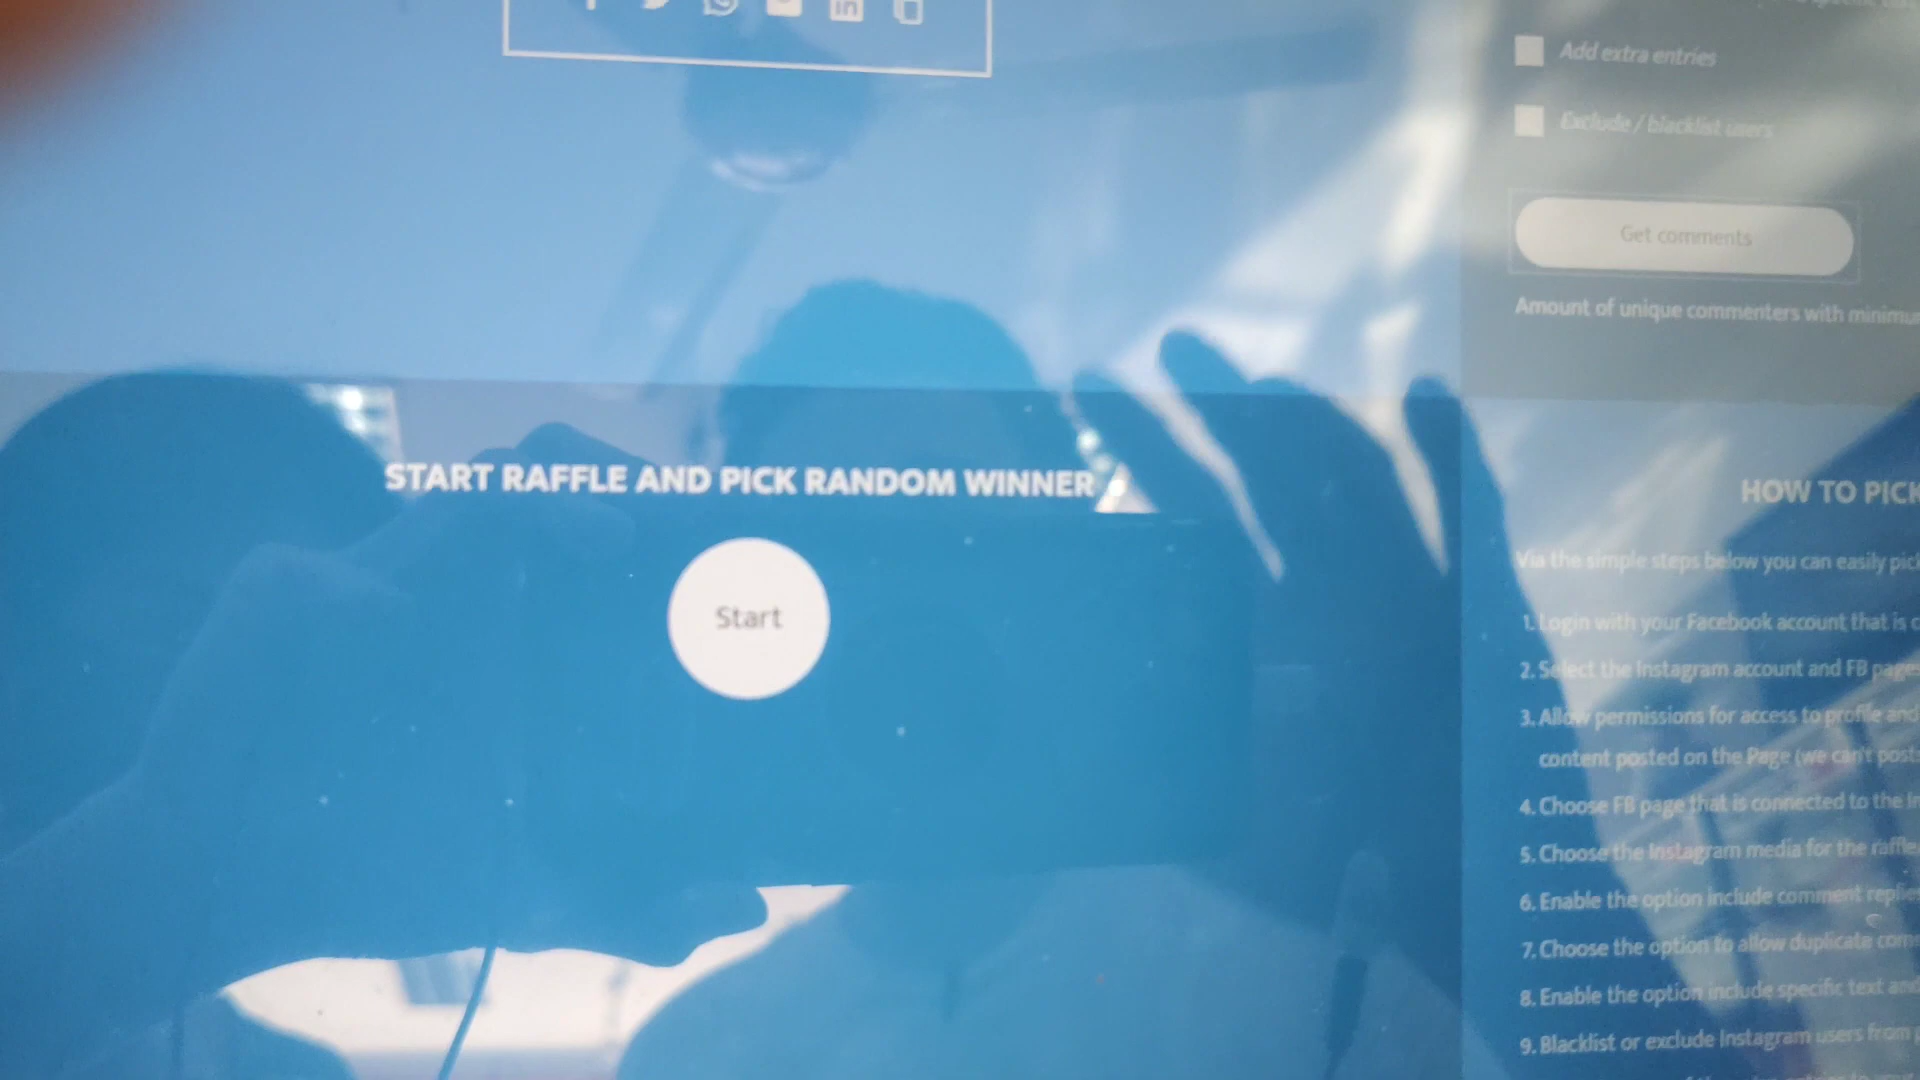 Add extra entries
Exclude / blacklist users
Get comments
Amount of unique commenters with
START RAFFLE AND PICK RANDOM WINNER
Start
HOW TO PICK
Via the simple steps below you can easily
1. Login with your Facebook account that is
2. Select the Instagram account and FB
3. Allow permissions for access to profile and
content posted on the Page (we can't
4. Choose FB page that is connected to the
5. Choose the Instagram media for the raffle
6. Enable the option include comment
7. Choose the option to allow duplicate
8. Enable the option include specific text and
9. Blacklist or exclude Instagram users from